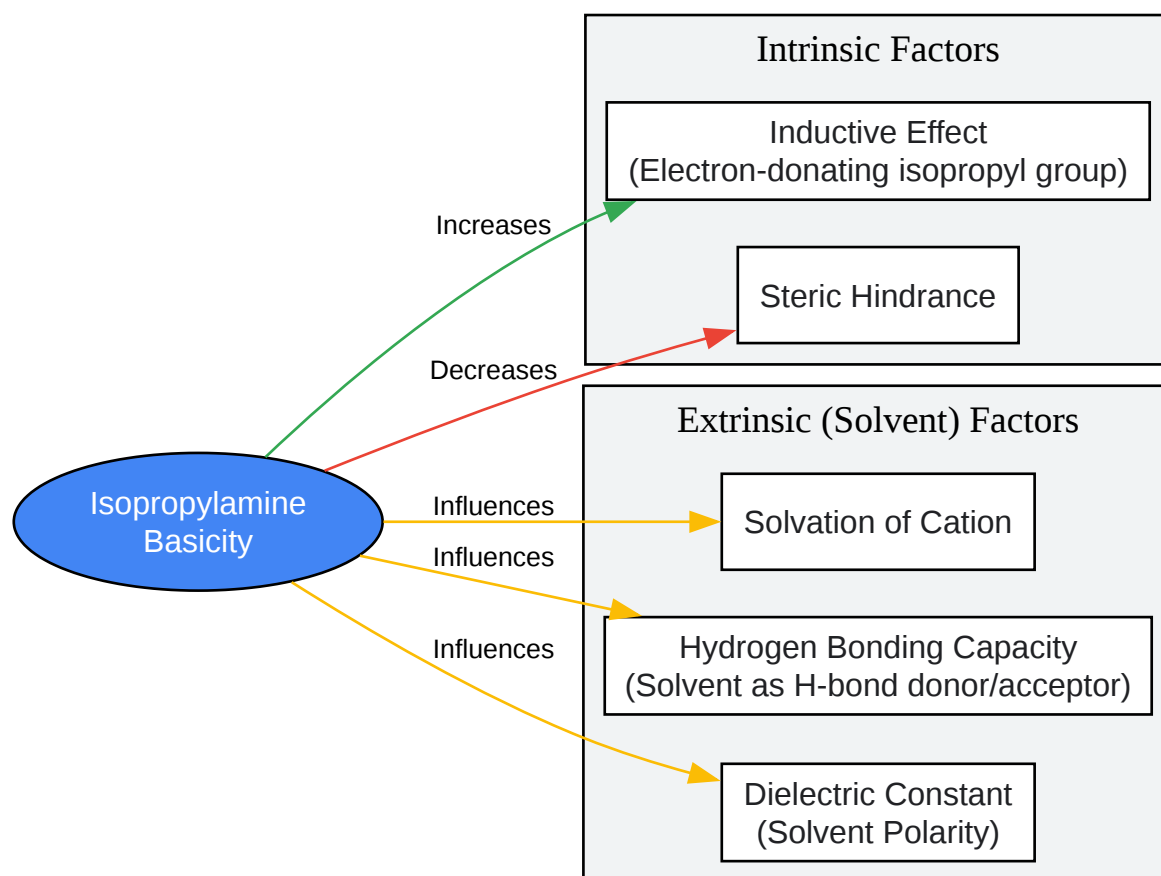 Intrinsic Factors
Inductive Effect
(Electron-donating isopropyl group)
Increases
Steric Hindrance
Decreases
Extrinsic (Solvent) Factors
Isopropylamine
Basicity
Influences
Solvation of Cation
Influences
Hydrogen Bonding Capacity
(Solvent as H-bond donor/acceptor)
Influences
Dielectric Constant
(Solvent Polarity)